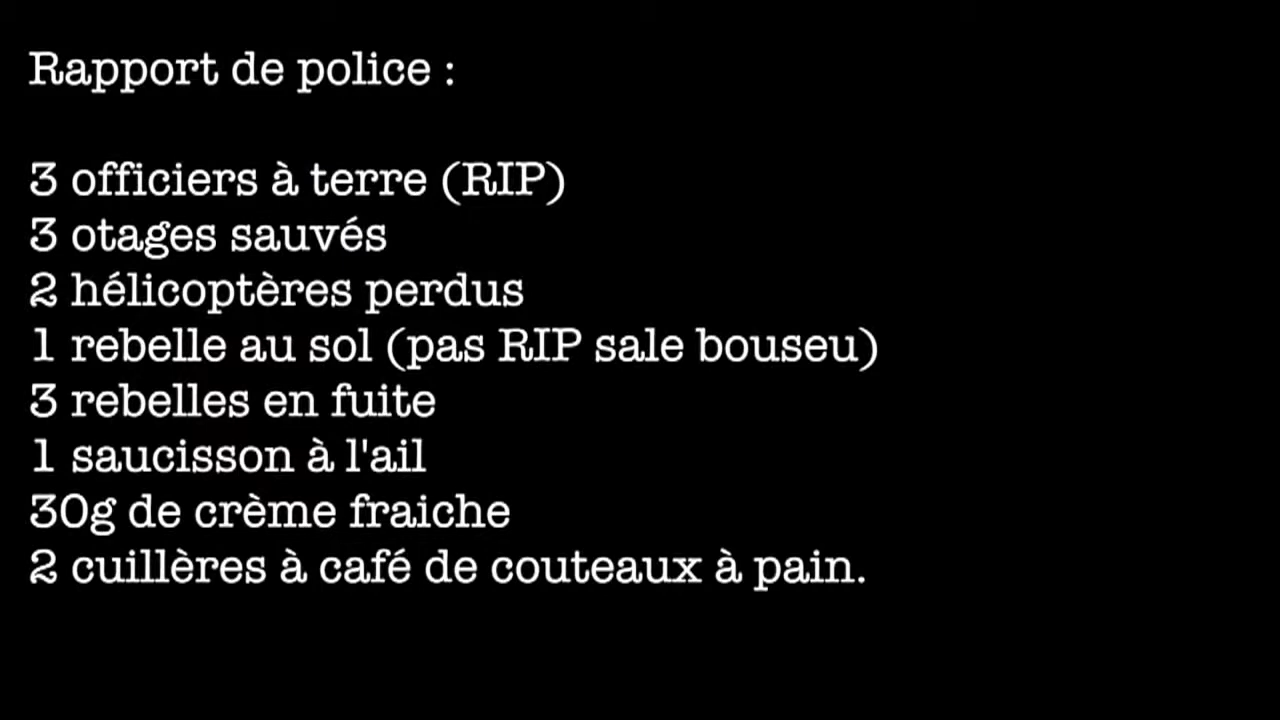 Rapport de police :
3 officiers à terre (RIP)
3 otages sauvés
2 hélicoptères perdus
1 rebelle au sol (pas RIP sale bouseu)
3 rebelles en fuite
1 saucisson à l'ail
30g de crème fraiche
2 cuillères à café de couteaux à pain.